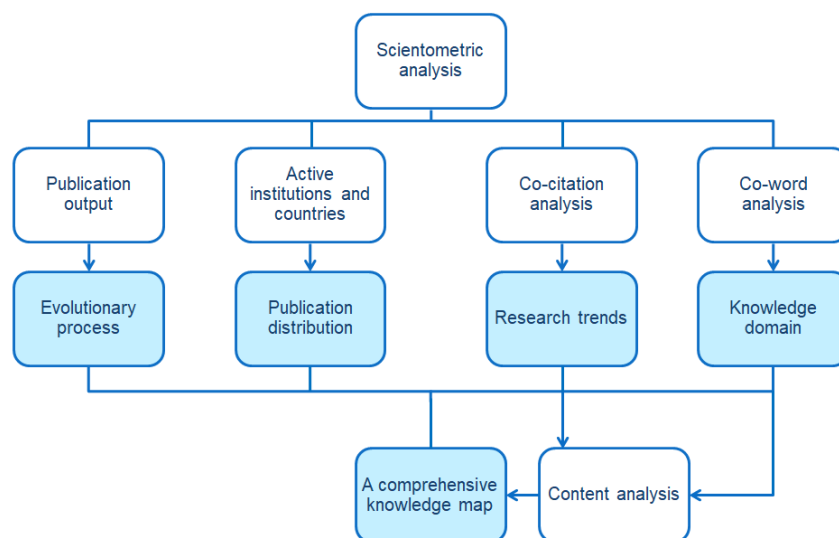 Scientometric
analysis
Publication
output
Active
institutions and
countries
Co-citation
analysis
Co-word
analysis
Evolutionary
process
Publication
distribution
Research trends
Knowledge
domain
A comprehensive
knowledge map
Content analysis